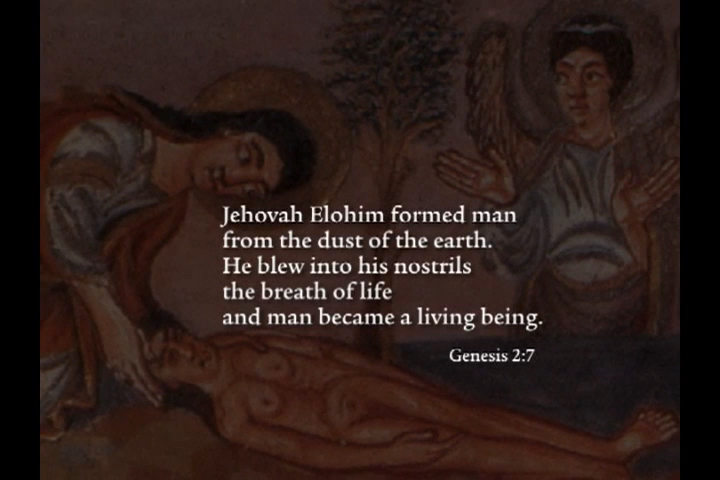 Jehovah Elohim formed man
from the dust of the earth.
He blew into his nostrils
the breath of life
and man became a living being.
Genesis 2:7